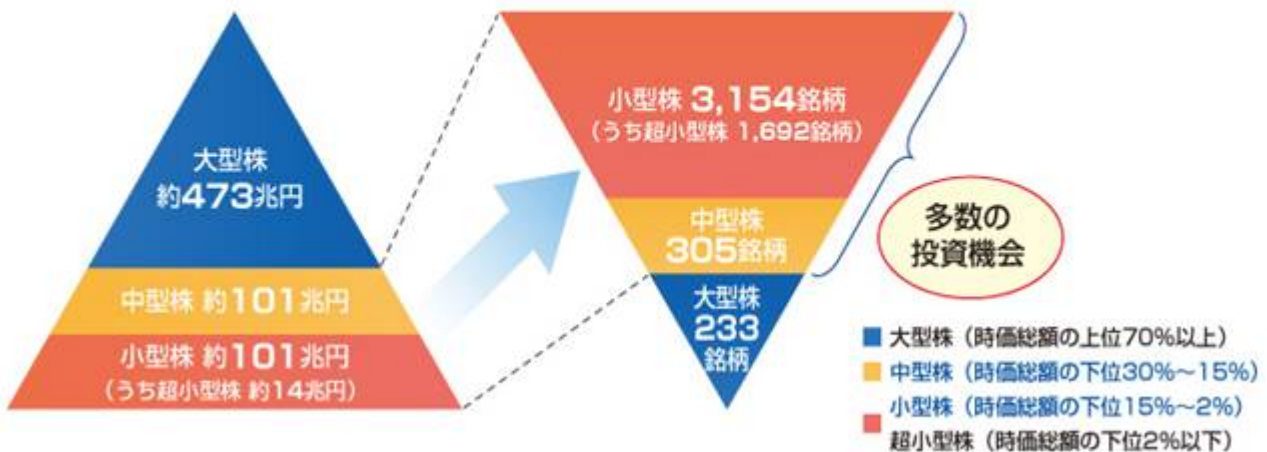 大型株
約473兆円
中型株 約101兆円
小型株 約101兆円
（うち超小型株 約14兆円）
小型株 3,154銘柄
（うち超小型株 1,692銘柄）
中型株
305銘柄
大型株
233
銘柄
多数の
投資機会
大型株（時価総額の上位70%以上）
中型株（時価総額の下位30%～15%）
小型株（時価総額の下位15%～2%）
超小型株（時価総額の下位2%以下）